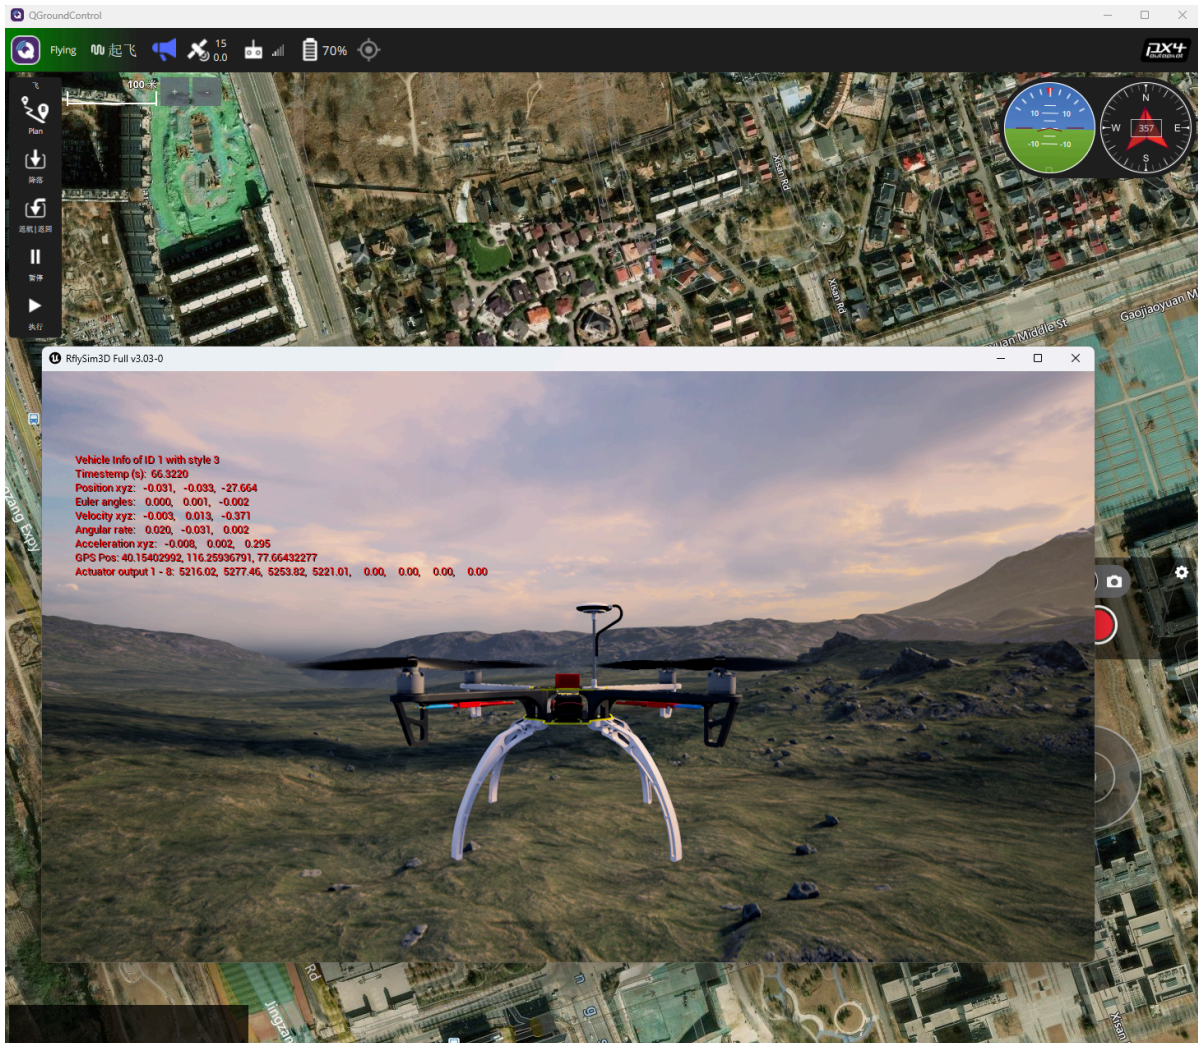 QGroundControl
Flying 起飞 15 0.0 70% px4 autopilot
飞
100 米 + -
Plan
降落
返航|返回
暂停
执行
10 10
-10 -10
N
W 357 E
S
Xisan Rd
Xisan Rd
Gaojiaoyuan M
yuan Middle St
RflySim3D Full v3.03-0
Vehicle Info of ID 1 with style 3
Timestemp (s): 66.3220
Position xyz: -0.031, -0.033, -27.664
Euler angles: 0.000, 0.001, -0.002
Velocity xyz: -0.003, 0.013, -0.371
Angular rate: 0.020, -0.031, 0.002
Acceleration xyz: -0.008, 0.002, 0.295
GPS Pos: 40.15402992, 116.25936791, 77.66432277
Actuator output 1 - 8: 5216.02, 5277.46, 5253.82, 5221.01, 0.00, 0.00, 0.00, 0.00
zang Expy
Rd
Jingzan
Xisan